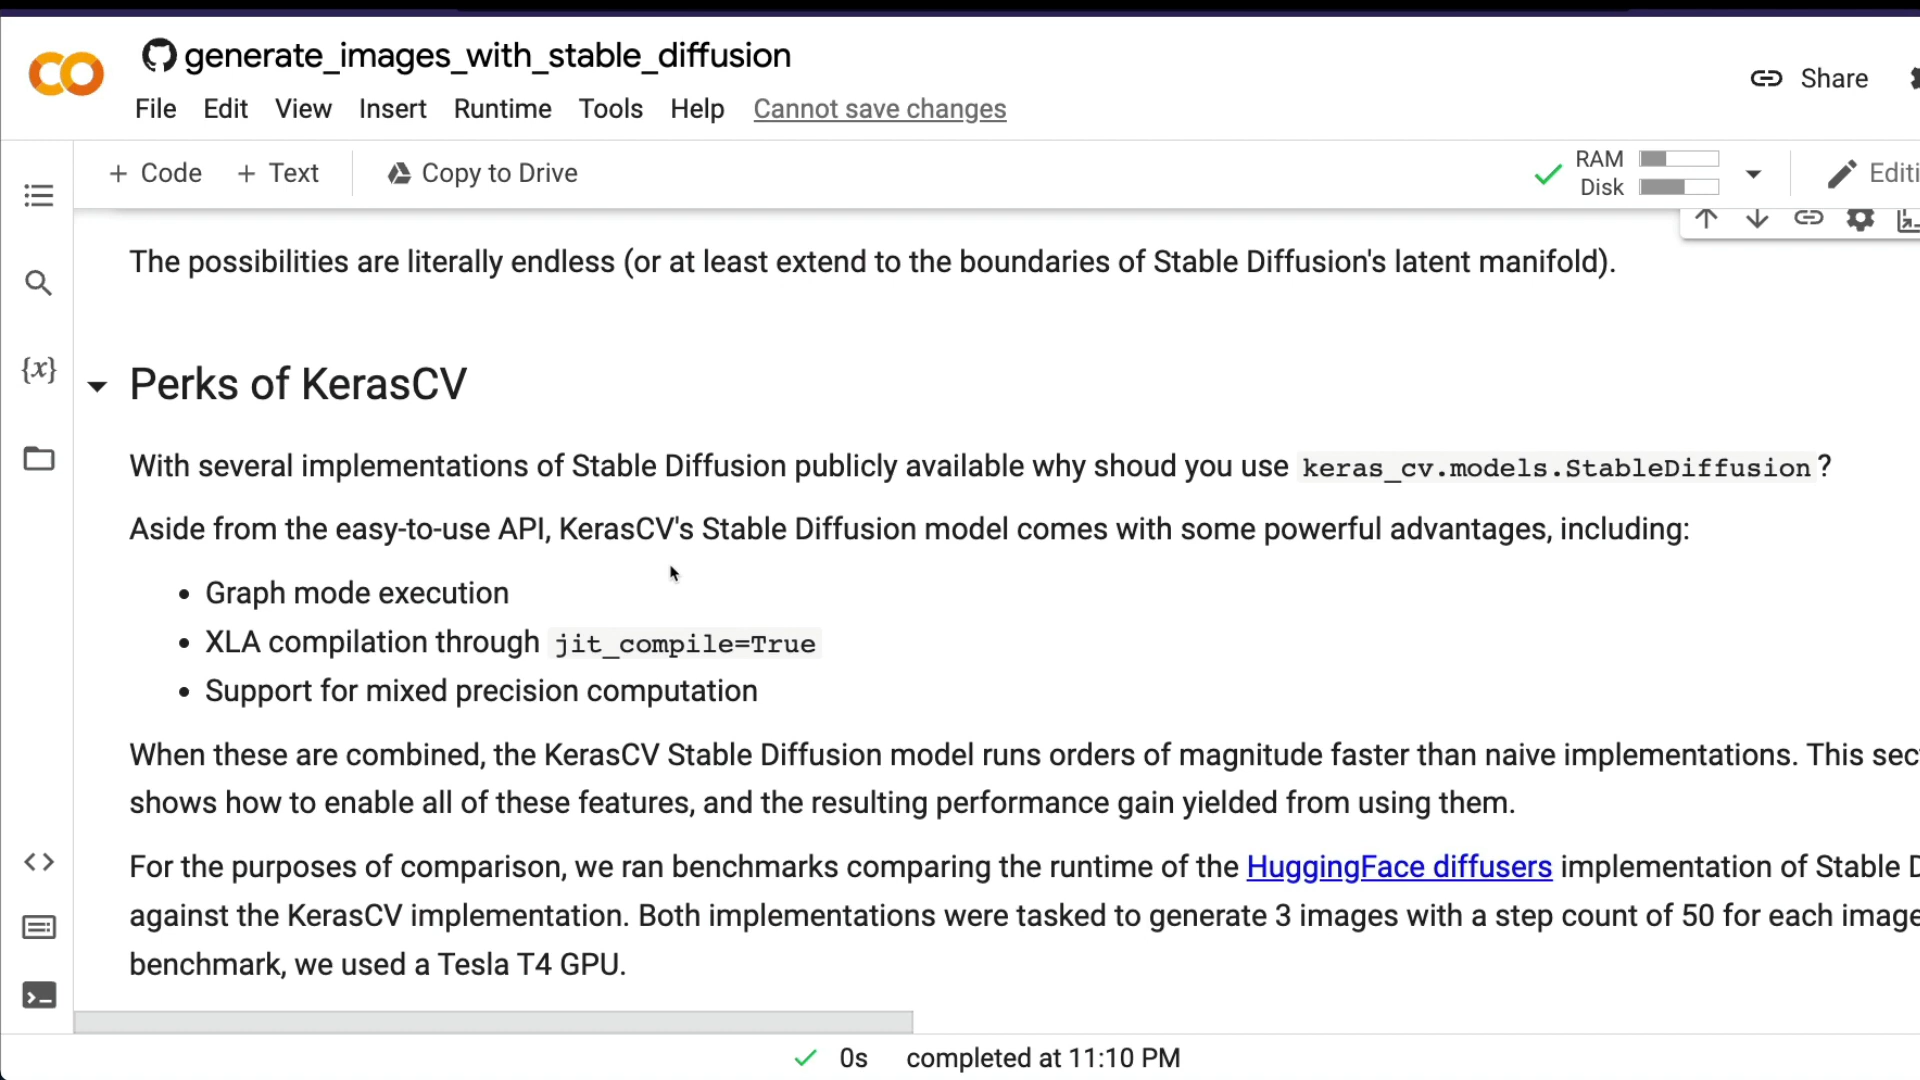 generate_images_with_stable_diffusion
File Edit View Insert Runtime Tools Help Cannot save changes
Share
+ Code + Text Copy to Drive
RAM
Disk
Editi
The possibilities are literally endless (or at least extend to the boundaries of Stable Diffusion's latent manifold).
{x}
Perks of KerasCV
With several implementations of Stable Diffusion publicly available why shoud you use keras_cv.models.StableDiffusion?
Aside from the easy-to-use API, KerasCV's Stable Diffusion model comes with some powerful advantages, including:
• Graph mode execution
• XLA compilation through jit_compile=True
• Support for mixed precision computation
When these are combined, the KerasCV Stable Diffusion model runs orders of magnitude faster than naive implementations. This sec
shows how to enable all of these features, and the resulting performance gain yielded from using them.
For the purposes of comparison, we ran benchmarks comparing the runtime of the HuggingFace diffusers implementation of Stable D
against the KerasCV implementation. Both implementations were tasked to generate 3 images with a step count of 50 for each image
benchmark, we used a Tesla T4 GPU.
0s completed at 11:10 PM